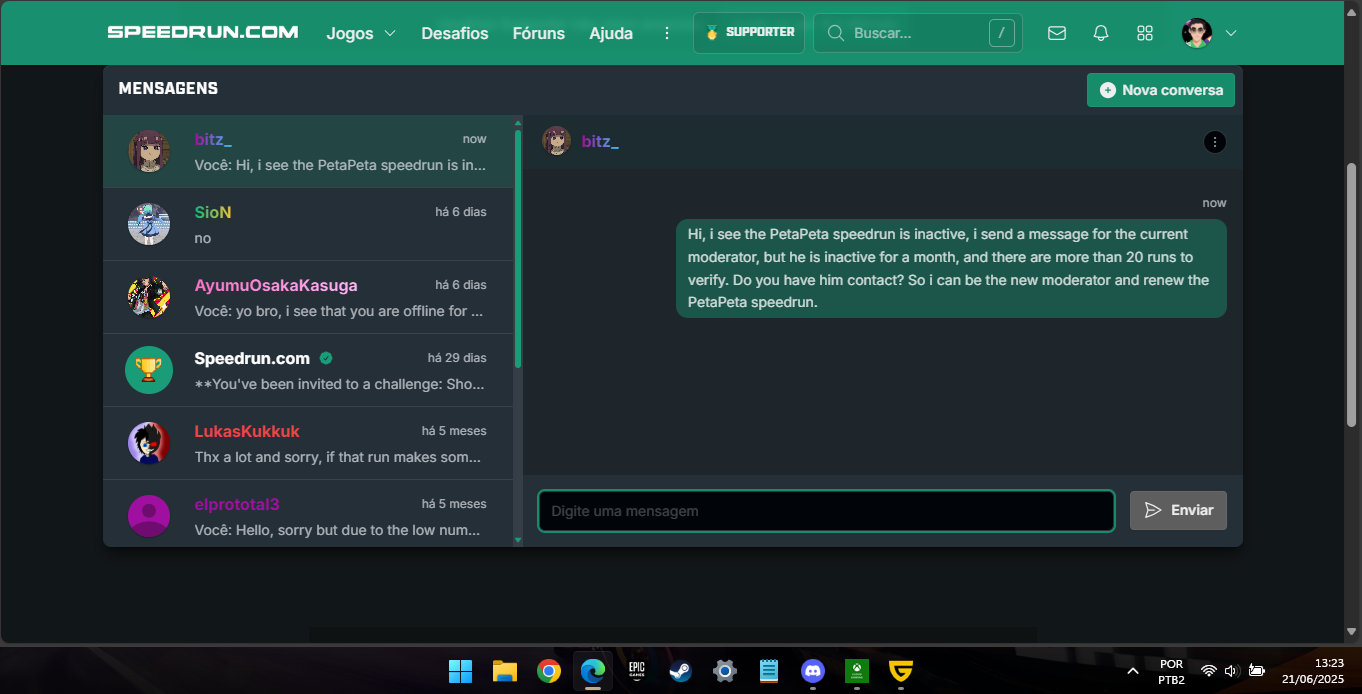 SPEEDRUN.COM Jogos Desafios Fóruns Ajuda SUPPORTER Buscar... /
MENSAGENS
Nova conversa
bitz_ now
Você: Hi, i see the PetaPeta speedrun is in...
SioN há 6 dias
no
AyumuOsakaKasuga há 6 dias
Você: yo bro, i see that you are offline for ...
Speedrun.com há 29 dias
**You've been invited to a challenge: Sho...
LukasKukkuk há 5 meses
Thx a lot and sorry, if that run makes som...
elprototal3 há 5 meses
Você: Hello, sorry but due to the low num...
bitz_
now
Hi, i see the PetaPeta speedrun is inactive, i send a message for the current
moderator, but he is inactive for a month, and there are more than 20 runs to
verify. Do you have him contact? So i can be the new moderator and renew the
PetaPeta speedrun.
Digite uma mensagem
Enviar
EPIC
GAMES
POR
PTB2
13:23
21/06/2025